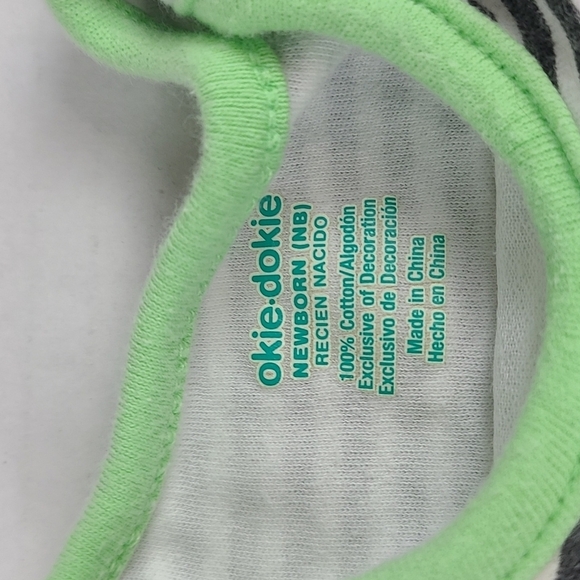 okie·dokie
NEWBORN (NB)
RECIEN NACIDO
100% Cotton/Algodón
Exclusive of Decoration
Exclusivo de Decoración
Made in China
Hecho en China